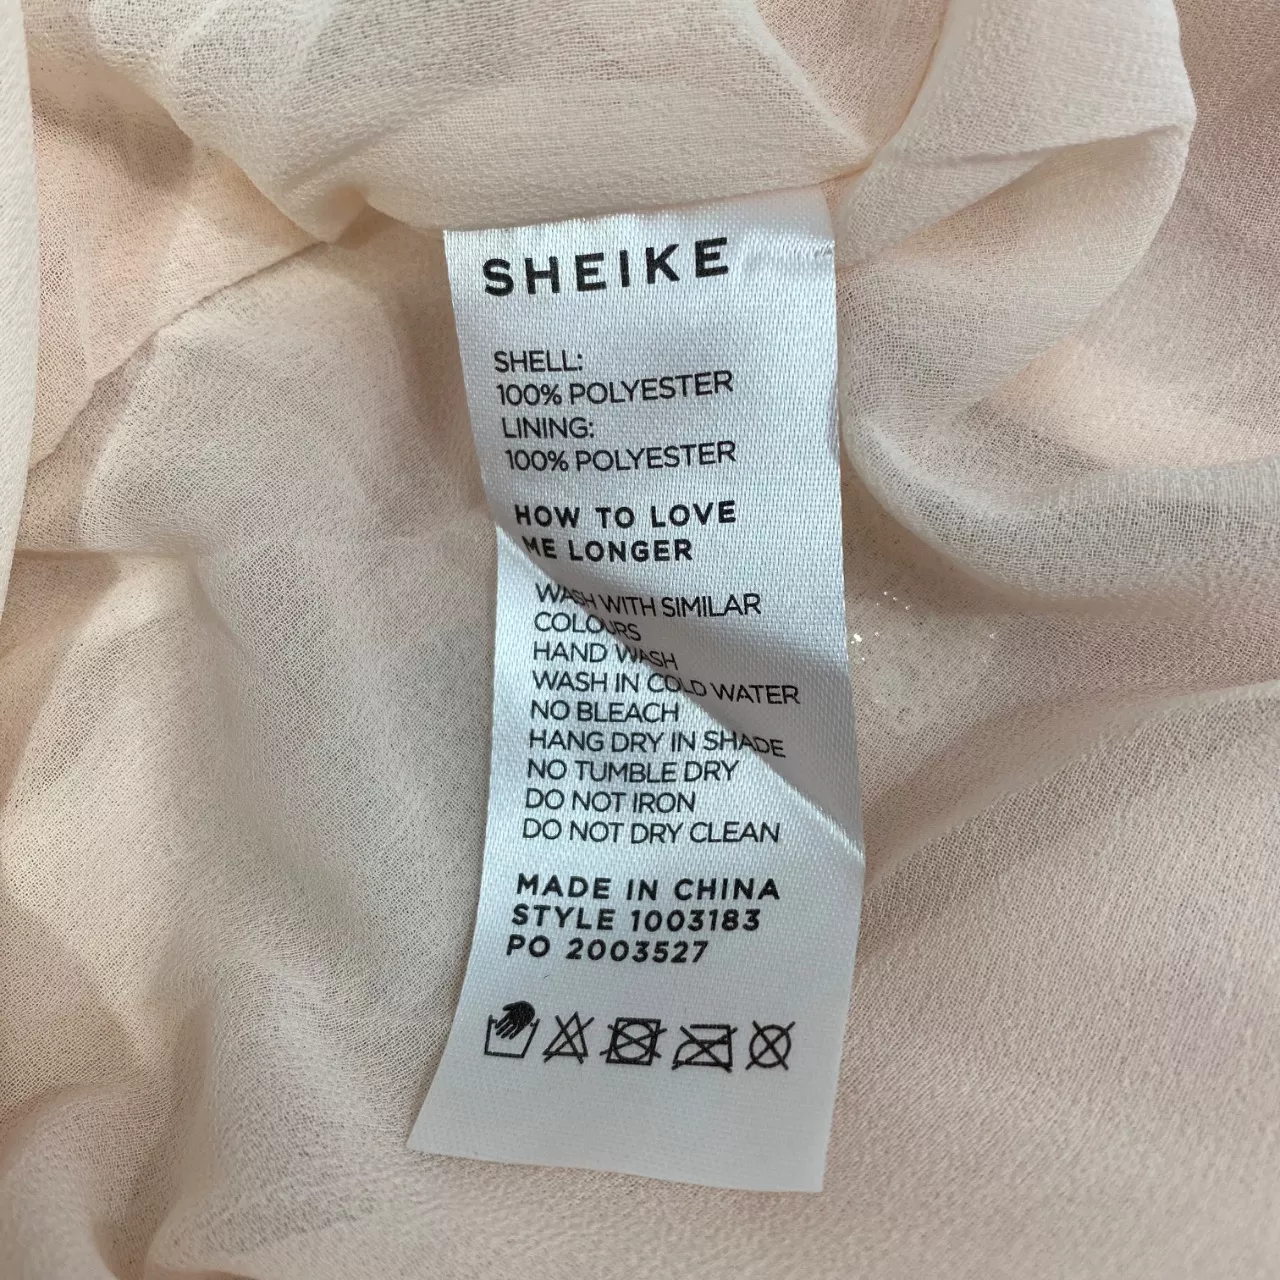 SHEIKE
SHELL:
100% POLYESTER
LINING:
100% POLYESTER
HOW TO LOVE
ME LONGER
WASH WITH SIMILAR
COLOURS
HAND WASH
WASH IN COLD WATER
NO BLEACH
HANG DRY IN SHADE
NO TUMBLE DRY
DO NOT IRON
DO NOT DRY CLEAN
MADE IN CHINA
STYLE 1003183
PO 2003527